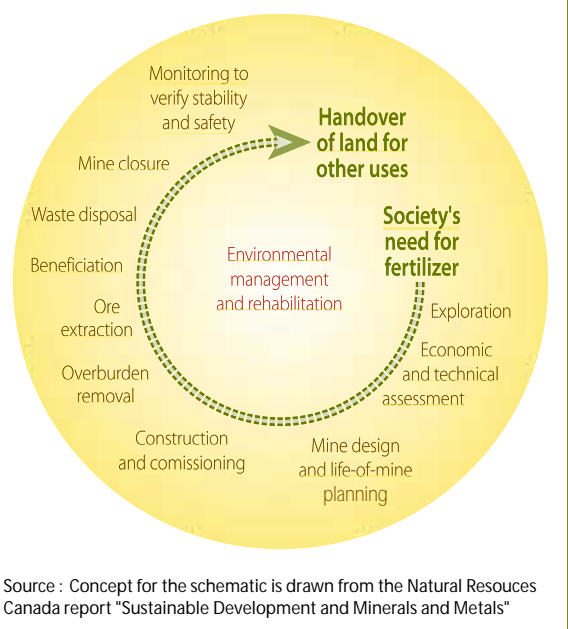 Monitoring to
verify stability
and safety
Handover
of land for
other uses
Mine closure
Waste disposal
Society's
need for
fertilizer
Beneficiation
Environmental
management
and rehabilitation
Ore
extraction
Exploration
Overburden
removal
Economic
and technical
assessment
Construction
and comissioning
Mine design
and life-of-mine
planning
Source : Concept for the schematic is drawn from the Natural Resouces
Canada report "Sustainable Development and Minerals and Metals"